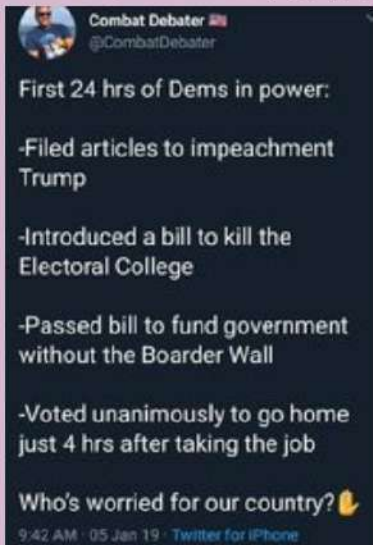 Combat Debater
@CombatDebater
First 24 hrs of Dems in power:
-Filed articles to impeachment
Trump
-Introduced a bill to kill the
Electoral College
-Passed bill to fund government
without the Boarder Wall
-Voted unanimously to go home
just 4 hrs after taking the job
Who's worried for our country?✋
9:42 AM · 05 Jan 19 · Twitter for iPhone